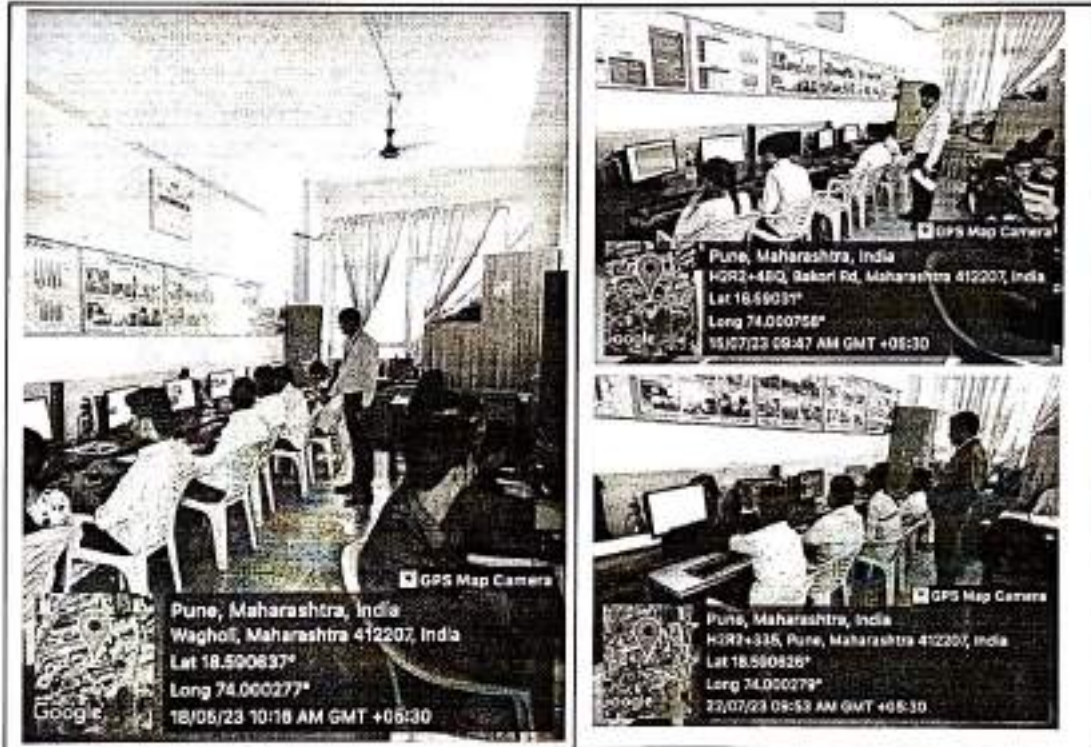 GPS Map Camera
Pune, Maharashtra, India
Wagholi, Maharashtra 412207, India
Lat 18.590637°
Long 74.000277°
18/05/23 10:16 AM GMT +05:30
Google
GPS Map Camera
Pune, Maharashtra, India
H2R2+48Q, Bakori Rd, Maharashtra 412207, India
Lat 18.59031°
Long 74.000756°
15/07/23 09:47 AM GMT +05:30
Google
GPS Map Camera
Pune, Maharashtra, India
H2R2+335, Pune, Maharashtra 412207, India
Lat 18.590626°
Long 74.000279°
22/07/23 09:53 AM GMT +05:30
Google